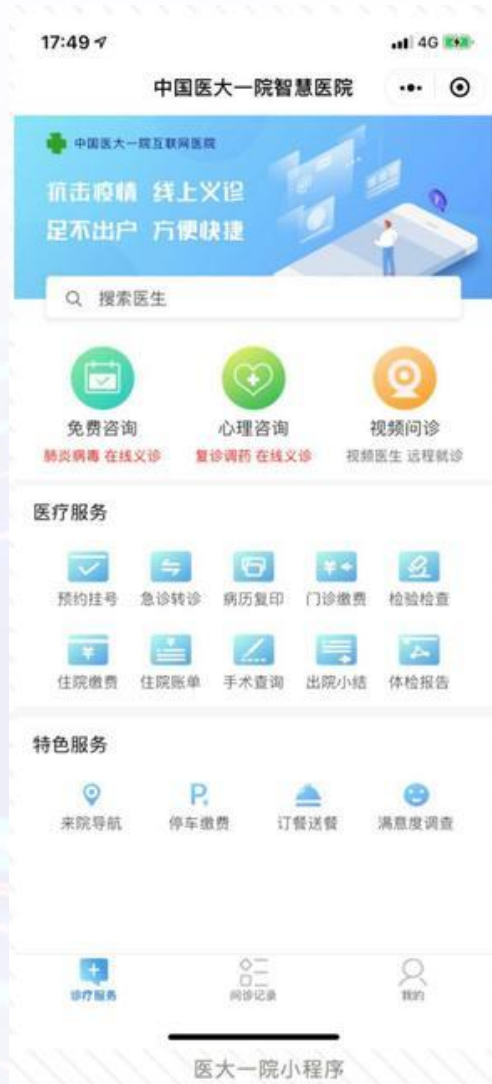 17:49
4G
中国医大一院智慧医院
中国医大一院互联网医院
抗击疫情 线上义诊
足不出户 方便快捷
搜索医生
免费咨询 心理咨询 视频问诊
肺炎病毒 在线义诊 复诊调药 在线义诊 视频医生 远程就诊
医疗服务
预约挂号 急诊转诊 病历复印 门诊缴费 检验检查
住院缴费 住院账单 手术查询 出院小结 体检报告
特色服务
P
来院导航 停车缴费 订餐送餐 满意度调查
诊疗服务 问诊记录 我的
医大一院小程序